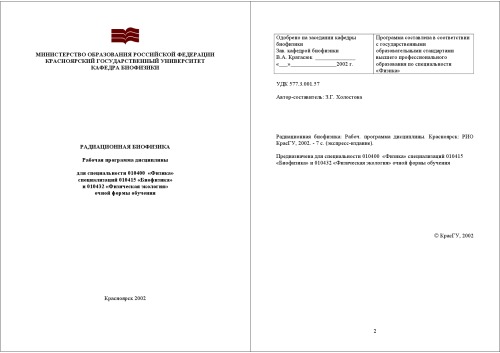 МИНИСТЕРСТВО ОБРАЗОВАНИЯ РОССИЙСКОЙ ФЕДЕРАЦИИ
КРАСНОЯРСКИЙ ГОСУДАРСТВЕННЫЙ УНИВЕРСИТЕТ
КАФЕДРА БИОФИЗИКИ
РАДИАЦИОННАЯ БИОФИЗИКА
Рабочая программа дисциплины
для специальности 010400 «Физика»
специализаций 010415 «Биофизика»
и 010432 «Физическая экология»
очной формы обучения
Красноярск 2002
Одобрено на заседании кафедры
биофизики
Зав. кафедрой биофизики
В.А. Кратасюк _______________
«___»________________2002 г.
Программа составлена в соответствии
с государственными
образовательными стандартами
высшего профессионального
образования по специальности
«Физика»
УДК 577.3.001.57
Автор-составитель: З.Г. Холостова
Радиационная биофизика: Рабоч. программа дисциплины. Красноярск: РИО
КрасГУ, 2002. - 7 с. (экспресс-издание).
Предназначена для специальности 010400 «Физика» специализаций 010415
«Биофизика» и 010432 «Физическая экология» очной формы обучения
© КрасГУ, 2002
2